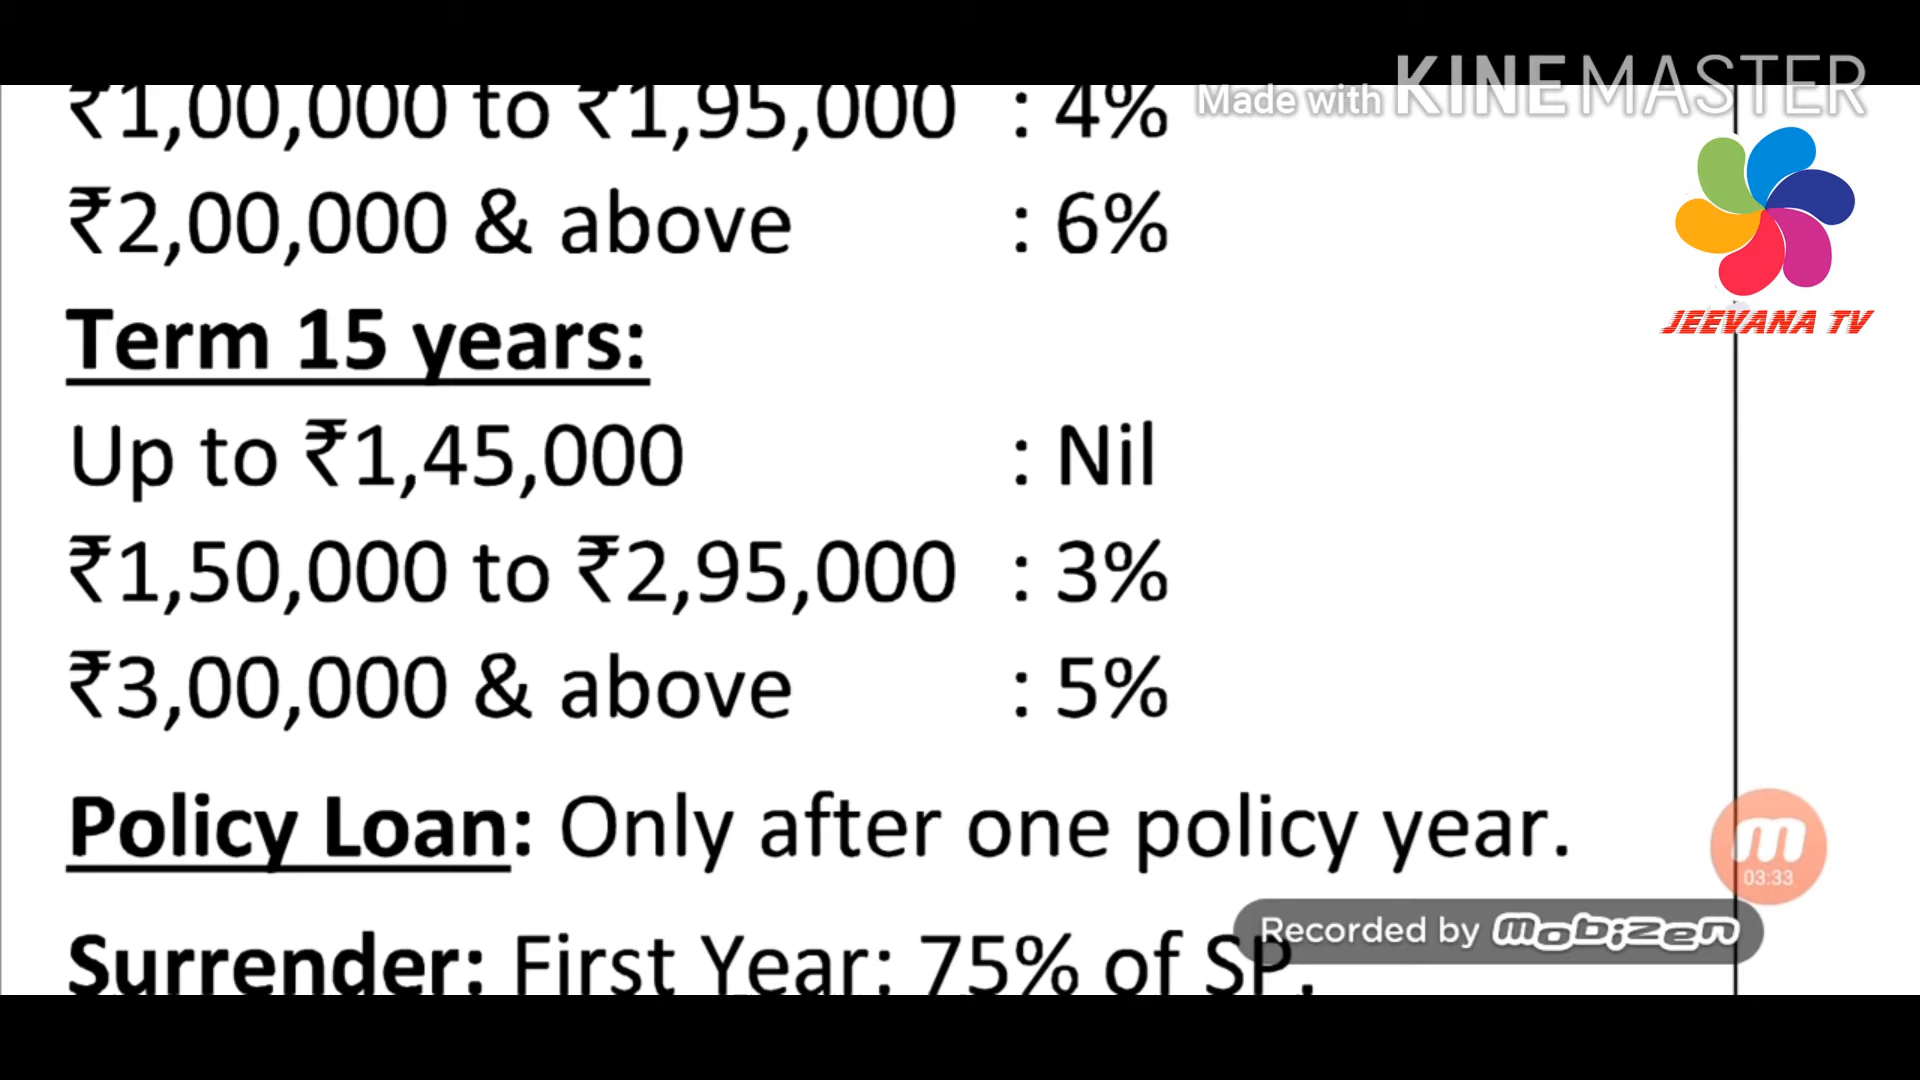 Made with KINEMASTER
₹1,00,000 to ₹1,95,000 : 4%
₹2,00,000 & above : 6%
JEEVANA TV
Term 15 years:
Up to ₹1,45,000 : Nil
₹1,50,000 to ₹2,95,000 : 3%
₹3,00,000 & above : 5%
Policy Loan: Only after one policy year.
03:33
Recorded by mobizen
Surrender: First Year: 75% of SP.